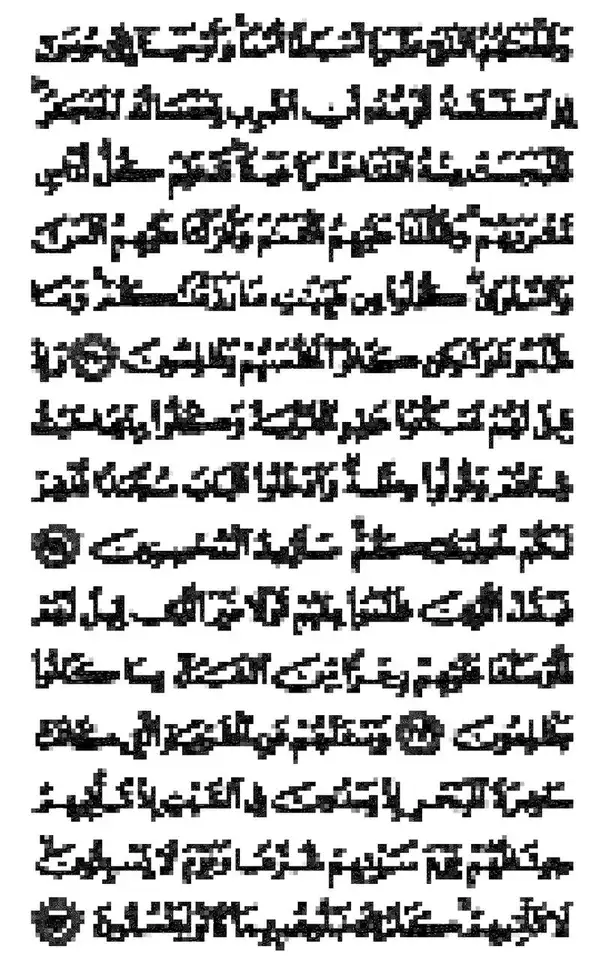 وقطعناهم اثنتي عشرة أسباطا أمما وأوحينا إلى موسى
إذ استسقاه قومه أن اضرب بعصاك الحجر
فانبجست منه اثنتا عشرة عينا قد علم كل أناس
مشربهم وظللنا عليهم الغمام وأنزلنا عليهم المن
والسلوى كلوا من طيبات ما رزقناكم وما
ظلمونا ولكن كانوا أنفسهم يظلمون ١٦٠ وإذ
قيل لهم اسكنوا هذه القرية وكلوا منها حيث
شئتم وقولوا حطة وادخلوا الباب سجدا نغفر
لكم خطيئاتكم سنزيد المحسنين ١٦١
فبدل الذين ظلموا منهم قولا غير الذي قيل لهم
فأرسلنا عليهم رجزا من السماء بما كانوا
يظلمون ١٦٢ واسألهم عن القرية التي كانت
حاضرة البحر إذ يعدون في السبت إذ تأتيهم
حيتانهم يوم سبتهم شرعا ويوم لا يسبتون
لا تأتيهم كذلك نبلوهم بما كانوا يفسقون ١٦٣